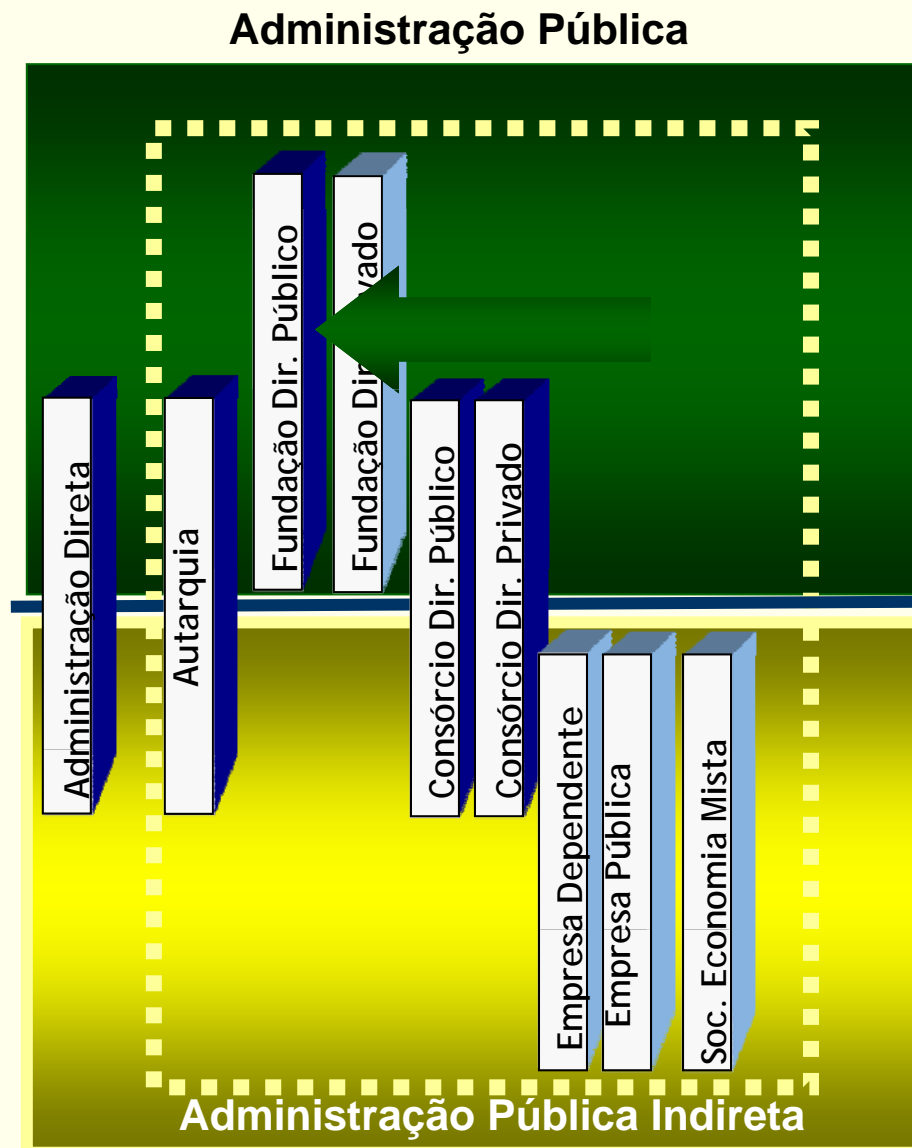 Administração Pública
Administração Direta
Autarquia
Fundação Dir. Público
Fundação Dir vado
Consórcio Dir. Público
Consórcio Dir. Privado
Empresa Dependente
Empresa Pública
Soc. Economia Mista
Administração Pública Indireta